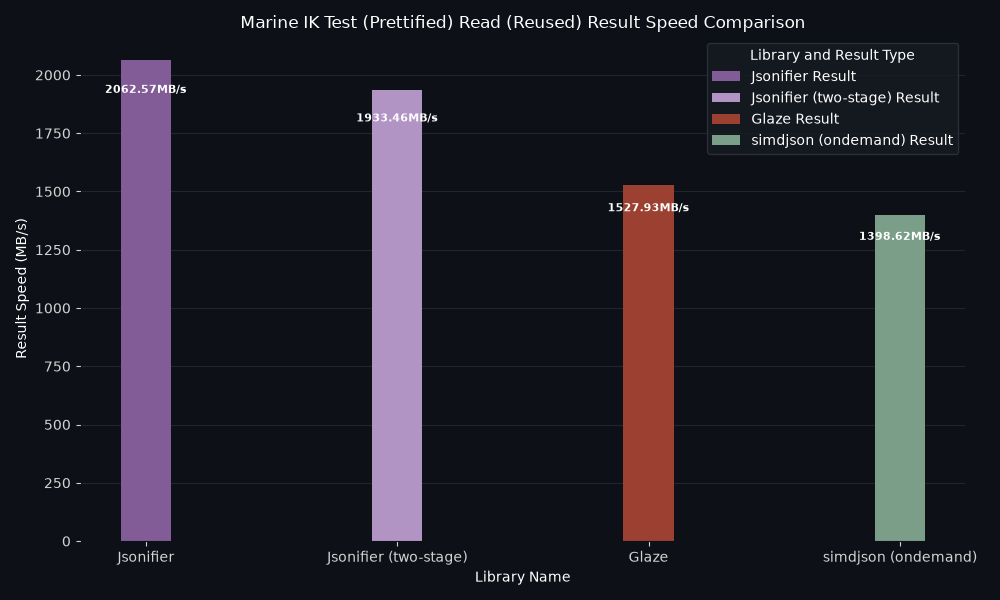 Marine IK Test (Prettified) Read (Reused) Result Speed Comparison
Library and Result Type
Jsonifier Result
Jsonifier (two-stage) Result
Glaze Result
simdjson (ondemand) Result
Result Speed (MB/s)
2000
1750
1500
1250
1000
750
500
250
0
2062.57MB/s
1933.46MB/s
1527.93MB/s
1398.62MB/s
Jsonifier
Jsonifier (two-stage)
Glaze
simdjson (ondemand)
Library Name